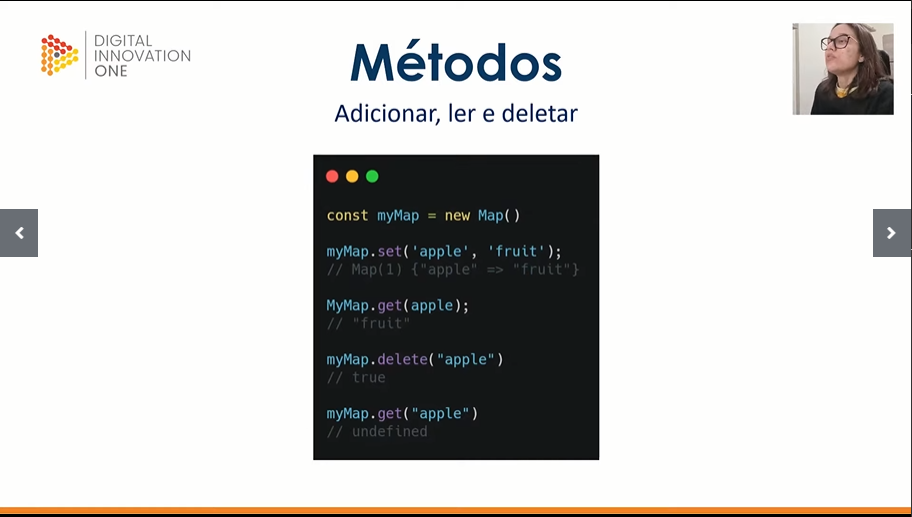 DIGITAL
INNOVATION
ONE
Métodos
Adicionar, ler e deletar
const myMap = new Map()
myMap.set('apple', 'fruit');
// Map(1) {"apple" => "fruit"}
MyMap.get(apple);
// "fruit"
myMap.delete("apple")
// true
myMap.get("apple")
// undefined